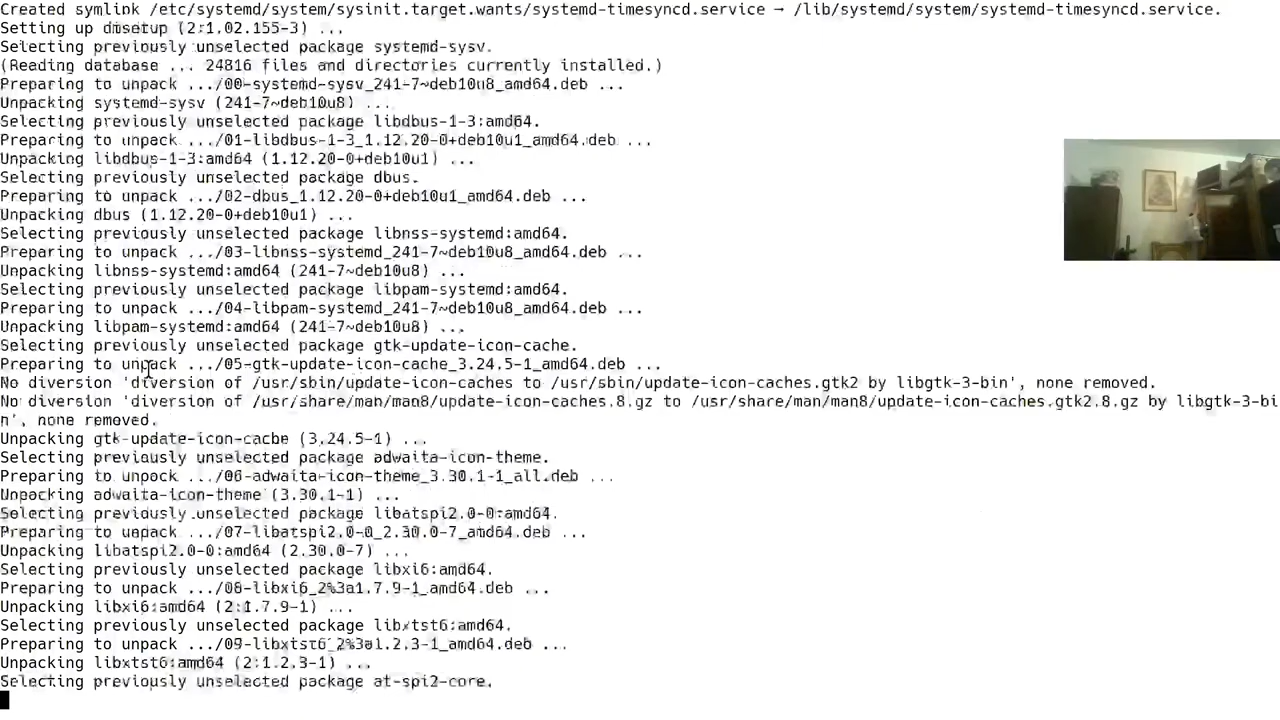 Created symlink /etc/systemd/system/sysinit.target.wants/systemd-timesyncd.service → /lib/systemd/system/systemd-timesyncd.service.
Setting up dmsetup (2:1.02.155-3) ...
Selecting previously unselected package systemd-sysv.
(Reading database ... 24816 files and directories currently installed.)
Preparing to unpack .../00-systemd-sysv_241-7~deb10u8_amd64.deb ...
Unpacking systemd-sysv (241-7~deb10u8) ...
Selecting previously unselected package libdbus-1-3:amd64.
Preparing to unpack .../01-libdbus-1-3_1.12.20-0+deb10u1_amd64.deb ...
Unpacking libdbus-1-3:amd64 (1.12.20-0+deb10u1) ...
Selecting previously unselected package dbus.
Preparing to unpack .../02-dbus_1.12.20-0+deb10u1_amd64.deb ...
Unpacking dbus (1.12.20-0+deb10u1) ...
Selecting previously unselected package libnss-systemd:amd64.
Preparing to unpack .../03-libnss-systemd_241-7~deb10u8_amd64.deb ...
Unpacking libnss-systemd:amd64 (241-7~deb10u8) ...
Selecting previously unselected package libpam-systemd:amd64.
Preparing to unpack .../04-libpam-systemd_241-7~deb10u8_amd64.deb ...
Unpacking libpam-systemd:amd64 (241-7~deb10u8) ...
Selecting previously unselected package gtk-update-icon-cache.
Preparing to unpack .../05-gtk-update-icon-cache_3.24.5-1_amd64.deb ...
No diversion 'diversion of /usr/sbin/update-icon-caches to /usr/sbin/update-icon-caches.gtk2 by libgtk-3-bin', none removed.
No diversion 'diversion of /usr/share/man/man8/update-icon-caches.8.gz to /usr/share/man/man8/update-icon-caches.gtk2.8.gz by libgtk-3-bi
n', none removed.
Unpacking gtk-update-icon-cache (3.24.5-1) ...
Selecting previously unselected package adwaita-icon-theme.
Preparing to unpack .../06-adwaita-icon-theme_3.30.1-1_all.deb ...
Unpacking adwaita-icon-theme (3.30.1-1) ...
Selecting previously unselected package libatspi2.0-0:amd64.
Preparing to unpack .../07-libatspi2.0-0_2.30.0-7_amd64.deb ...
Unpacking libatspi2.0-0:amd64 (2.30.0-7) ...
Selecting previously unselected package libxi6:amd64.
Preparing to unpack .../08-libxi6_2%3a1.7.9-1_amd64.deb ...
Unpacking libxi6:amd64 (2:1.7.9-1) ...
Selecting previously unselected package libxtst6:amd64.
Preparing to unpack .../09-libxtst6_2%3a1.2.3-1_amd64.deb ...
Unpacking libxtst6:amd64 (2:1.2.3-1) ...
Selecting previously unselected package at-spi2-core.